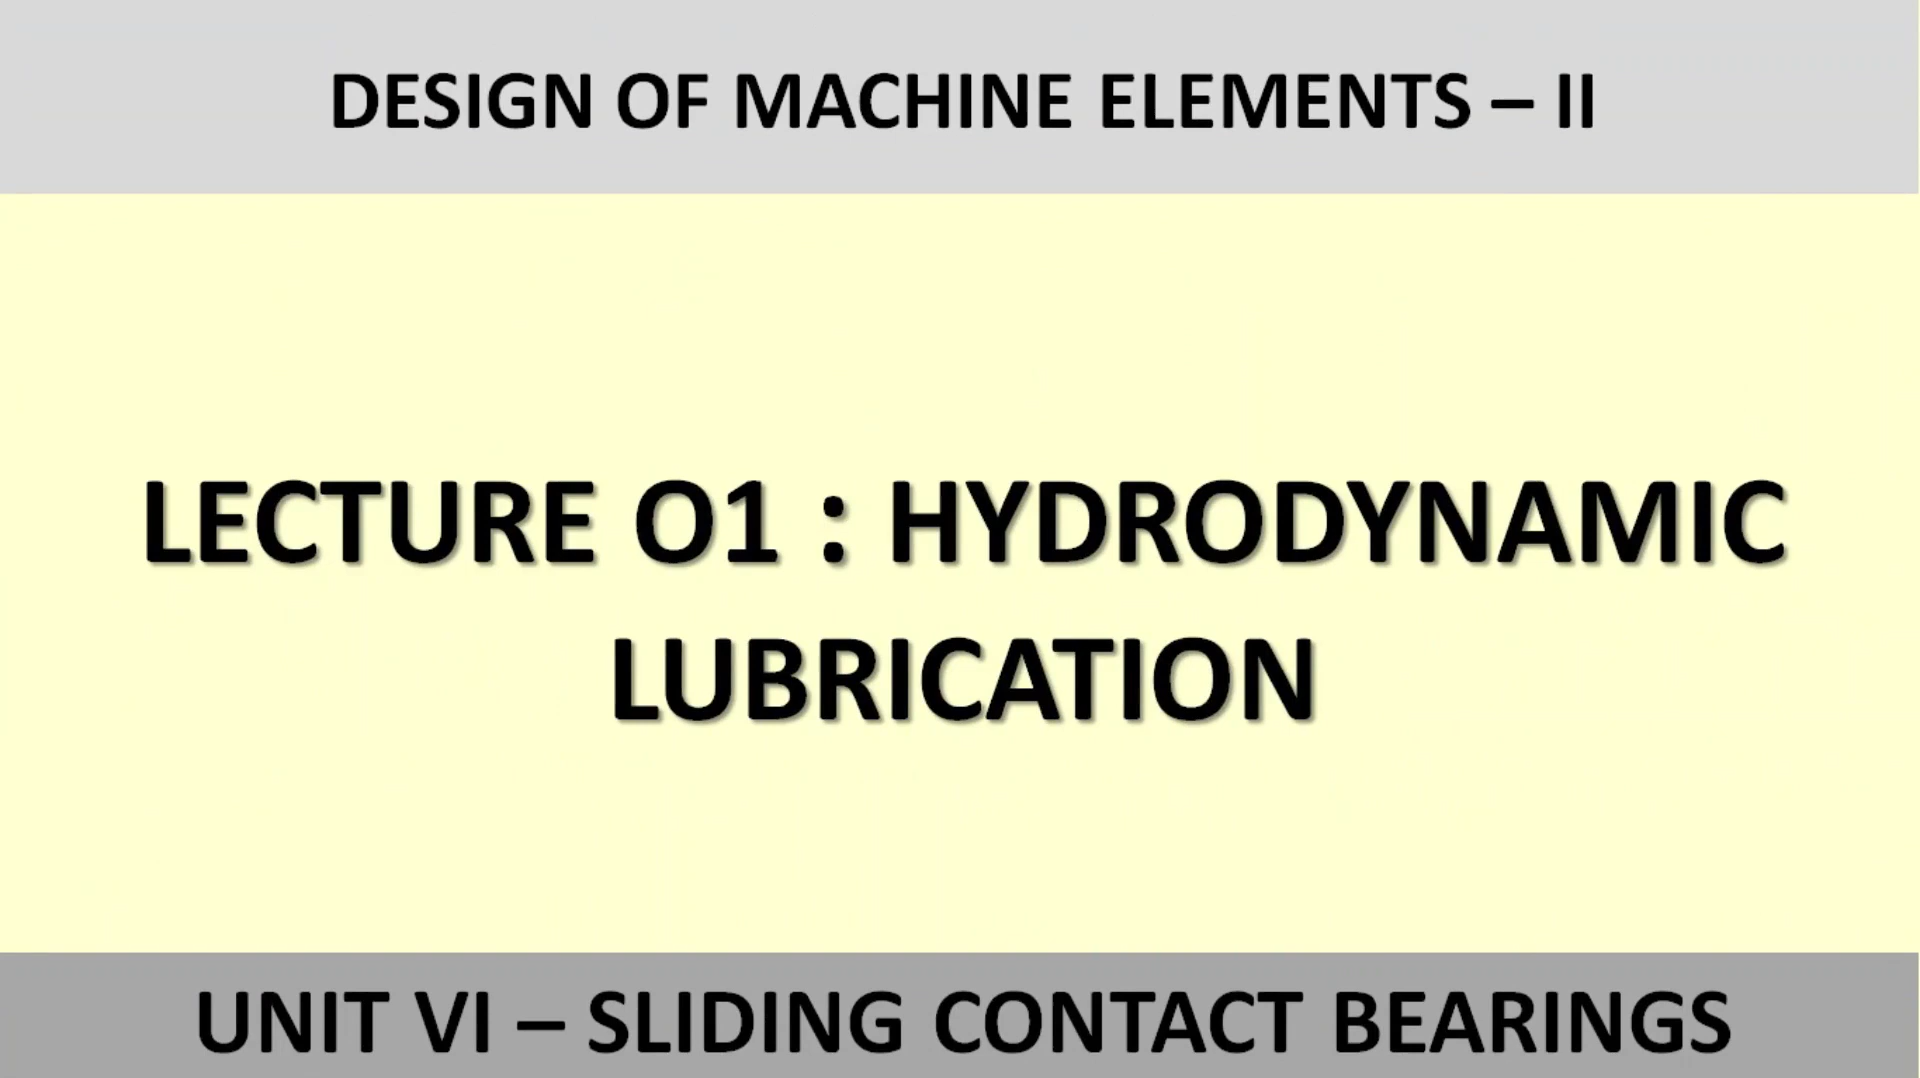 DESIGN OF MACHINE ELEMENTS – II
LECTURE O1 : HYDRODYNAMIC
LUBRICATION
UNIT VI – SLIDING CONTACT BEARINGS